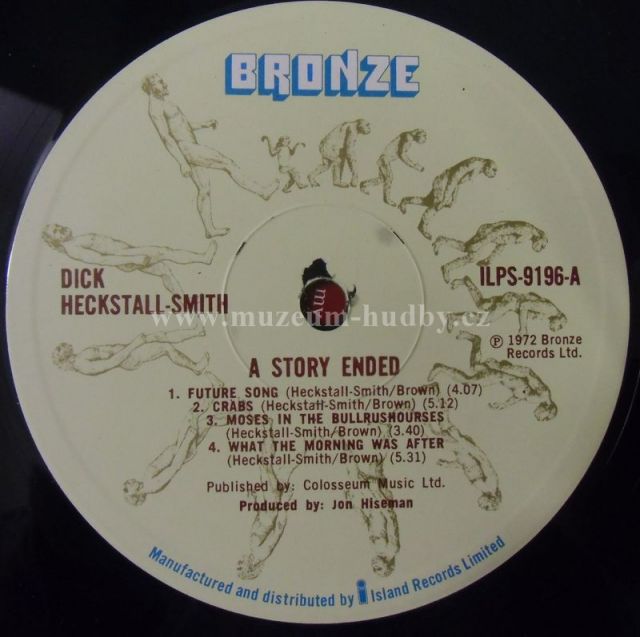 BRONZE
DICK
HECKSTALL-SMITH
ILPS-9196-A
www.muzeum-hudby.cz
m
℗ 1972 Bronze
Records Ltd.
A STORY ENDED
1. FUTURE SONG (Heckstall-Smith/Brown) (4.07)
2. CRABS (Heckstall-Smith/Brown) (5.12)
3. MOSES IN THE BULLRUSHOURSES
(Heckstall-Smith/Brown) (3.40)
4. WHAT THE MORNING WAS AFTER
(Heckstall-Smith/Brown) (5.31)
Published by: Colosseum Music Ltd.
Produced by: Jon Hiseman
Manufactured and distributed by i Island Records Limited